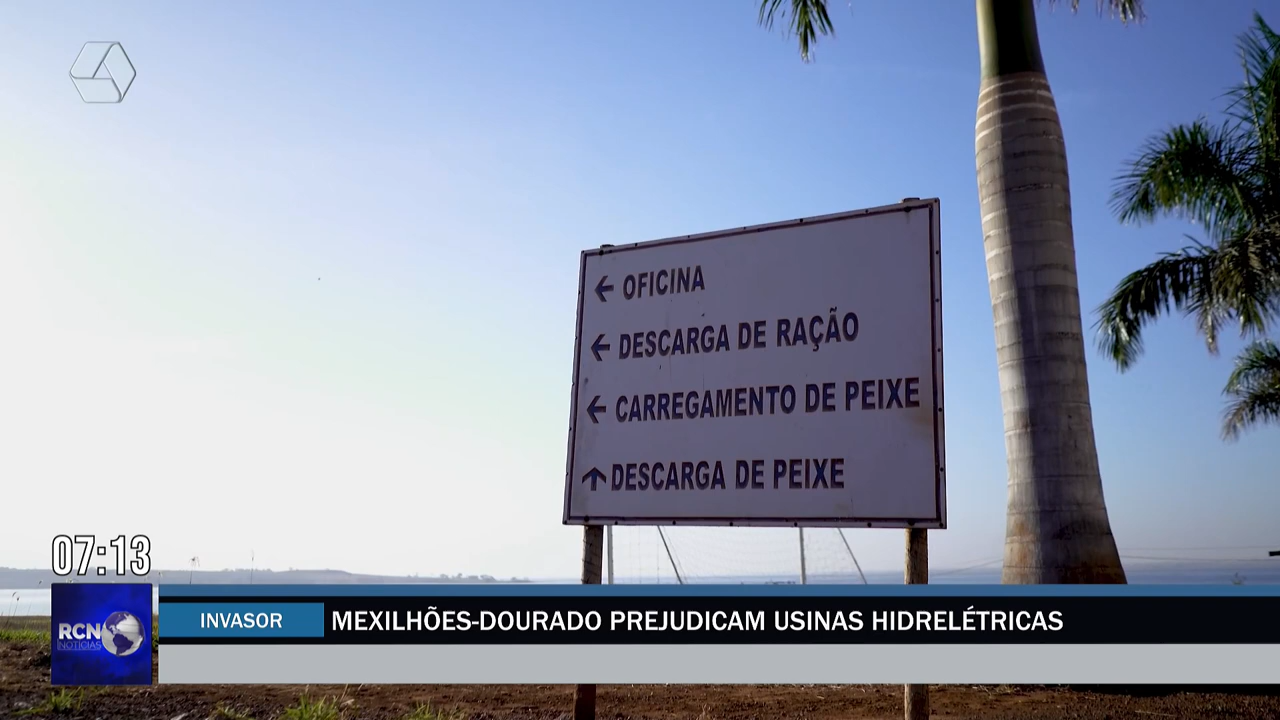 ← OFICINA
← DESCARGA DE RAÇÃO
← CARREGAMENTO DE PEIXE
↑ DESCARGA DE PEIXE
07:13
RCN
NOTÍCIAS
INVASOR
MEXILHÕES-DOURADO PREJUDICAM USINAS HIDRELÉTRICAS